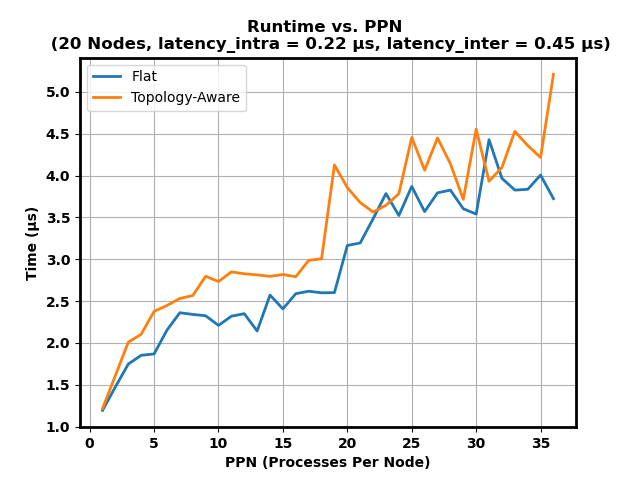 Runtime vs. PPN
(20 Nodes, latency_intra = 0.22 μs, latency_inter = 0.45 μs)
Flat
Topology-Aware
Time (μs)
5.0
4.5
4.0
3.5
3.0
2.5
2.0
1.5
1.0
0 5 10 15 20 25 30 35
PPN (Processes Per Node)